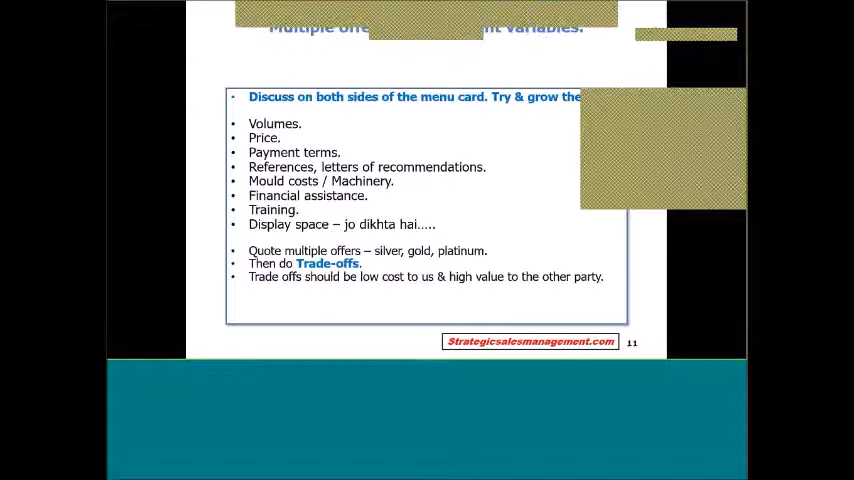 Multiple variables.
• Discuss on both sides of the menu card. Try & grow the
• Volumes.
• Price.
• Payment terms.
• References, letters of recommendations.
• Mould costs / Machinery.
• Financial assistance.
• Training.
• Display space – jo dikhta hai.....
• Quote multiple offers – silver, gold, platinum.
• Then do Trade-offs.
• Trade offs should be low cost to us & high value to the other party.
Strategicsalesmanagement.com 11